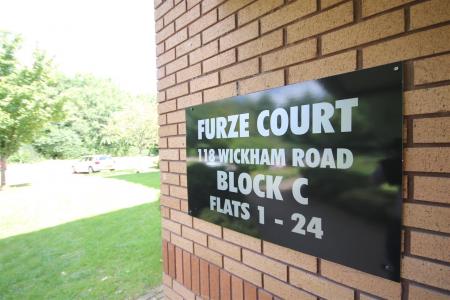 FURZE COURT
118 WICKHAM ROAD
BLOCK C
FLATS 1 - 24